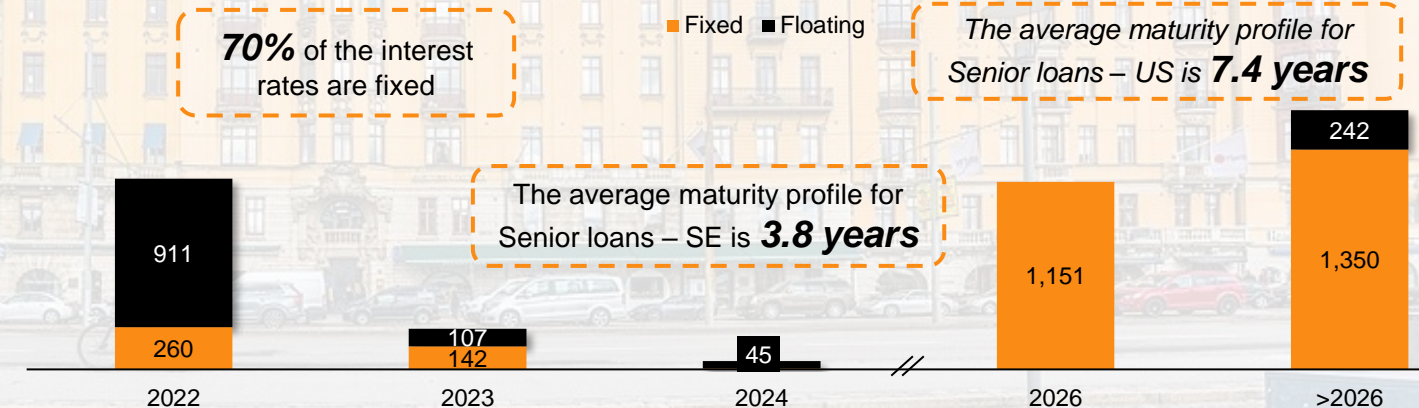 70% of the interest
rates are fixed
Fixed Floating
The average maturity profile for
Senior loans – US is 7.4 years
The average maturity profile for
Senior loans – SE is 3.8 years
911
260
107
142
45
1,151
242
1,350
2022 2023 2024 2026 >2026